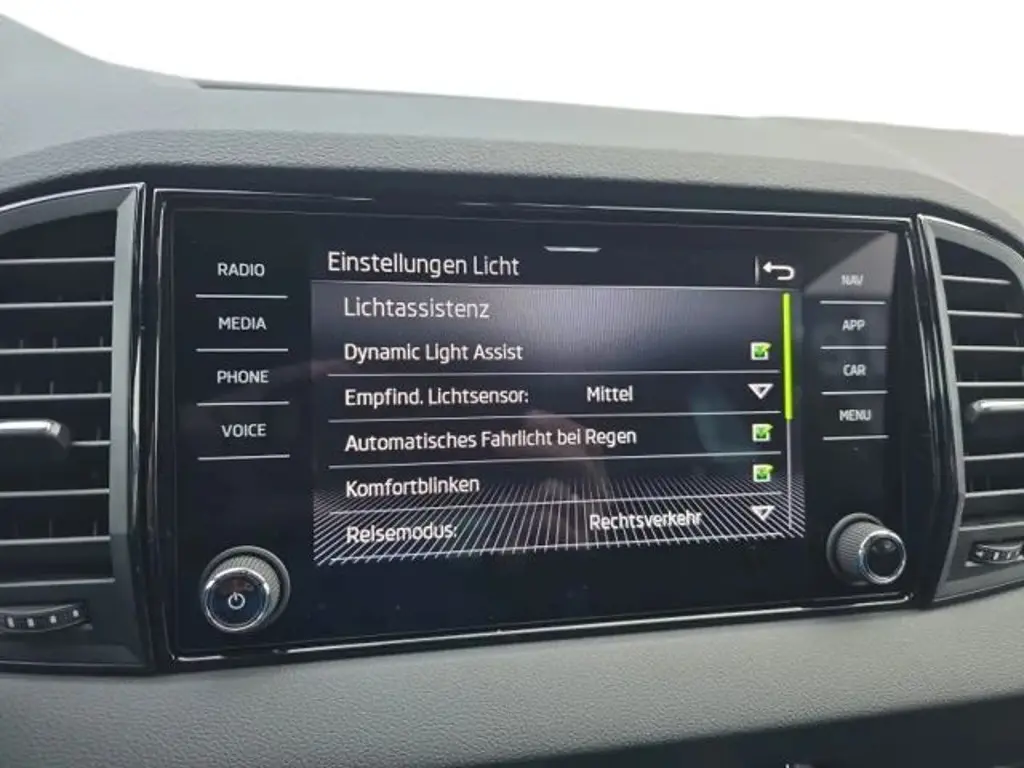 RADIO
MEDIA
PHONE
VOICE
Einstellungen Licht
Lichtassistenz
Dynamic Light Assist
Empfind. Lichtsensor: Mittel
Automatisches Fahrlicht bei Regen
Komfortblinken
Reisemodus: Rechtsverkehr
NAV
APP
CAR
MENU